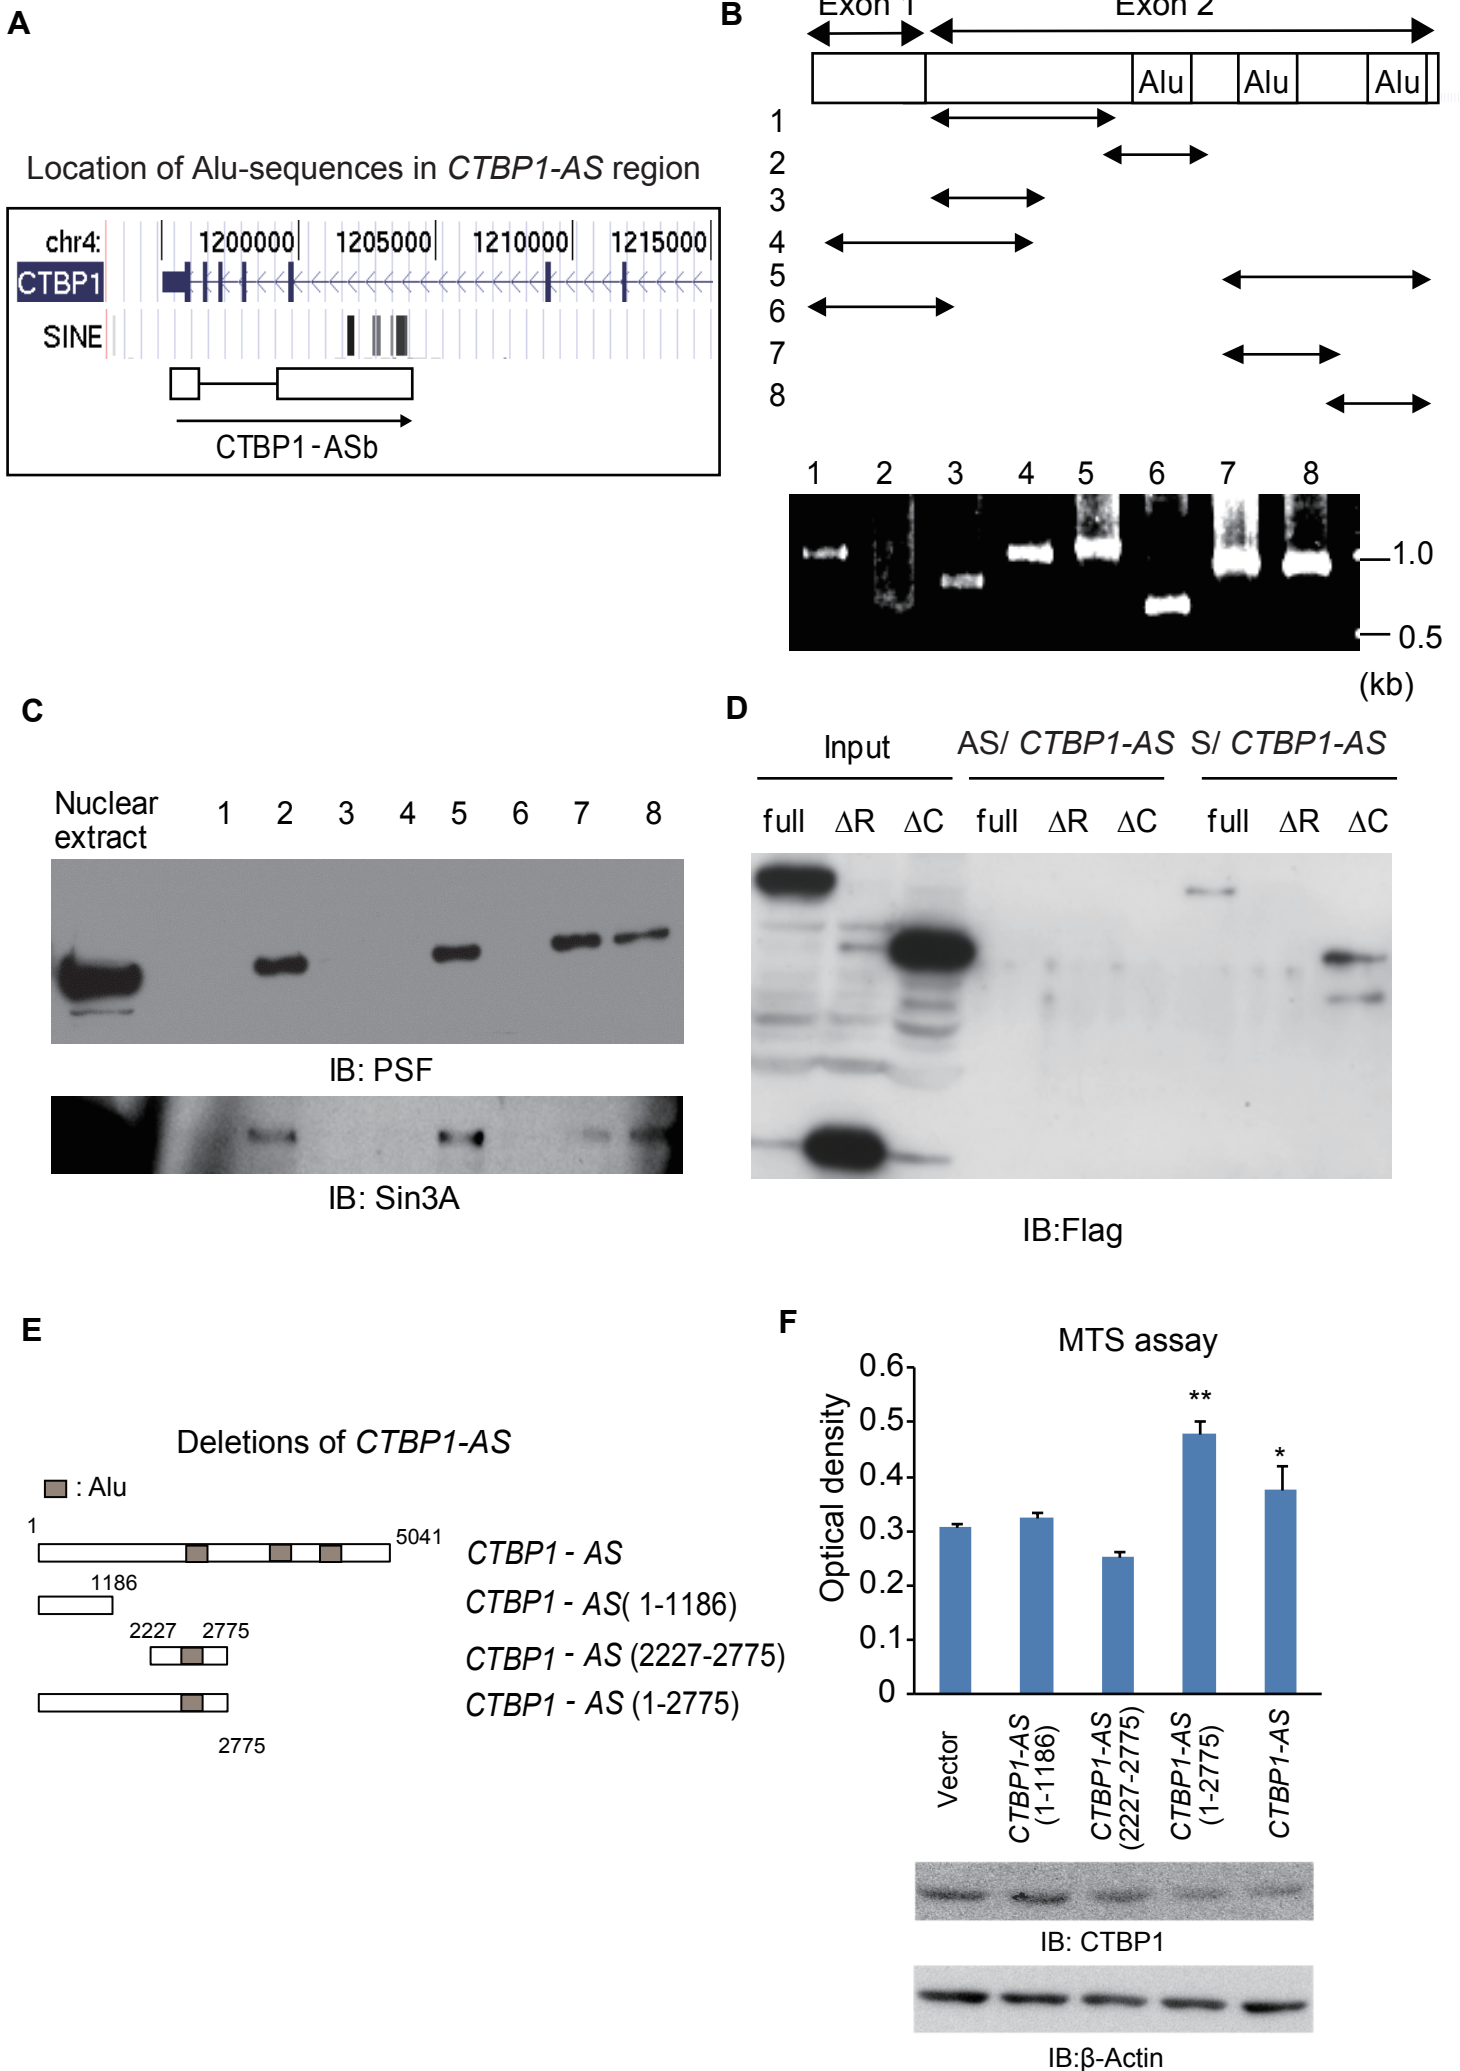 A
Location of Alu-sequences in CTBP1-AS region
chr4: 1200000 1205000 1210000 1215000
CTBP1
SINE
CTBP1-ASb
B
Exon 1 Exon 2
Alu Alu Alu
1
2
3
4
5
6
7
8
1 2 3 4 5 6 7 8
1.0
0.5
(kb)
C
Nuclear
extract
1 2 3 4 5 6 7 8
IB: PSF
IB: Sin3A
D
Input AS/ CTBP1-AS S/ CTBP1-AS
full ΔR ΔC full ΔR ΔC full ΔR ΔC
IB:Flag
E
Deletions of CTBP1-AS
: Alu
1
5041
CTBP1 - AS
1186
CTBP1 - AS( 1-1186)
2227 2775
CTBP1 - AS (2227-2775)
CTBP1 - AS (1-2775)
2775
F
MTS assay
Optical density
0.6
0.5
0.4
0.3
0.2
0.1
0
**
*
Vector
CTBP1-AS
(1-1186)
CTBP1-AS
(2227-2775)
CTBP1-AS
(1-2775)
CTBP1-AS
IB: CTBP1
IB:β-Actin